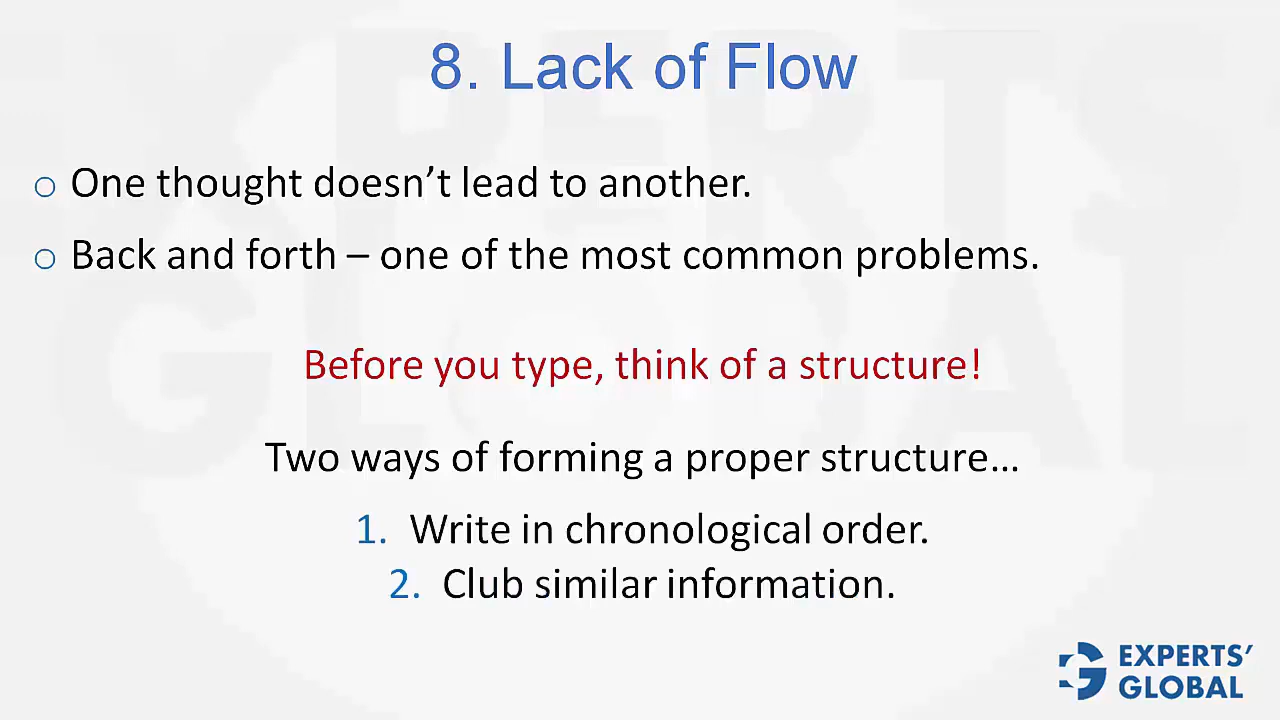 8. Lack of Flow
o One thought doesn't lead to another.
o Back and forth – one of the most common problems.
Before you type, think of a structure!
Two ways of forming a proper structure…
1. Write in chronological order.
2. Club similar information.
EXPERTS'
GLOBAL